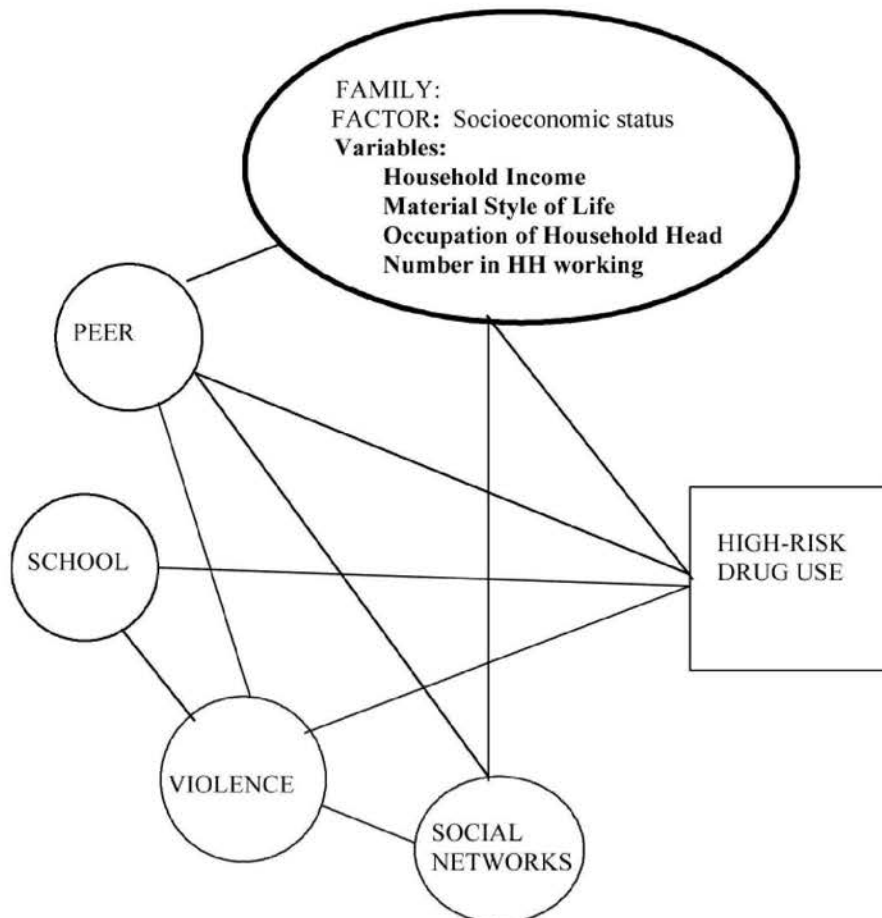 FAMILY:
FACTOR: Socioeconomic status
Variables:
Household Income
Material Style of Life
Occupation of Household Head
Number in HH working
PEER
HIGH-RISK
DRUG USE
SCHOOL
VIOLENCE
SOCIAL
NETWORKS